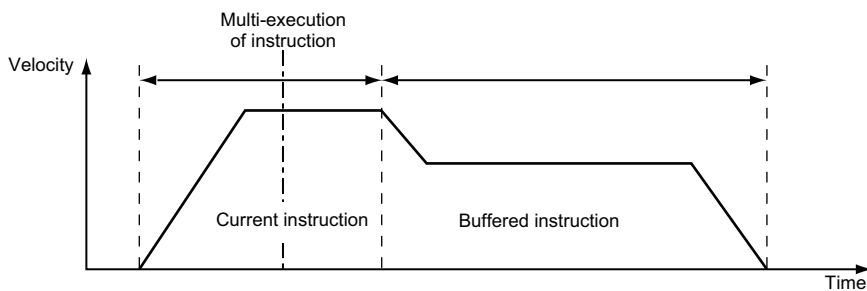 Multi-execution
of instruction
Velocity
Current instruction
Buffered instruction
Time